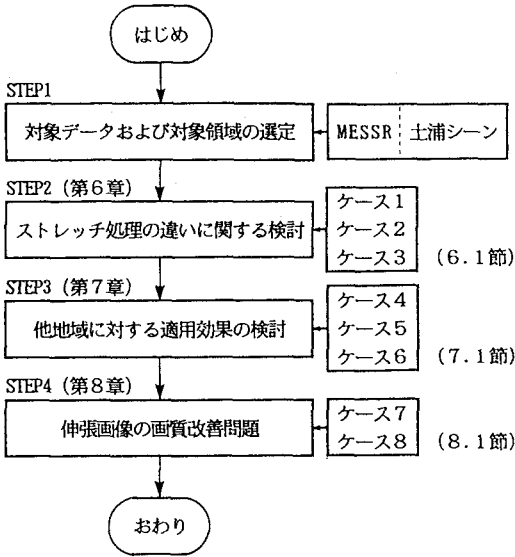 はじめ
STEP1
対象データおよび対象領域の選定
MESSR 土浦シーン
STEP2 (第6章)
ストレッチ処理の違いに関する検討
ケース1
ケース2
ケース3 (6.1節)
STEP3 (第7章)
他地域に対する適用効果の検討
ケース4
ケース5
ケース6 (7.1節)
STEP4 (第8章)
伸張画像の画質改善問題
ケース7
ケース8 (8.1節)
おわり